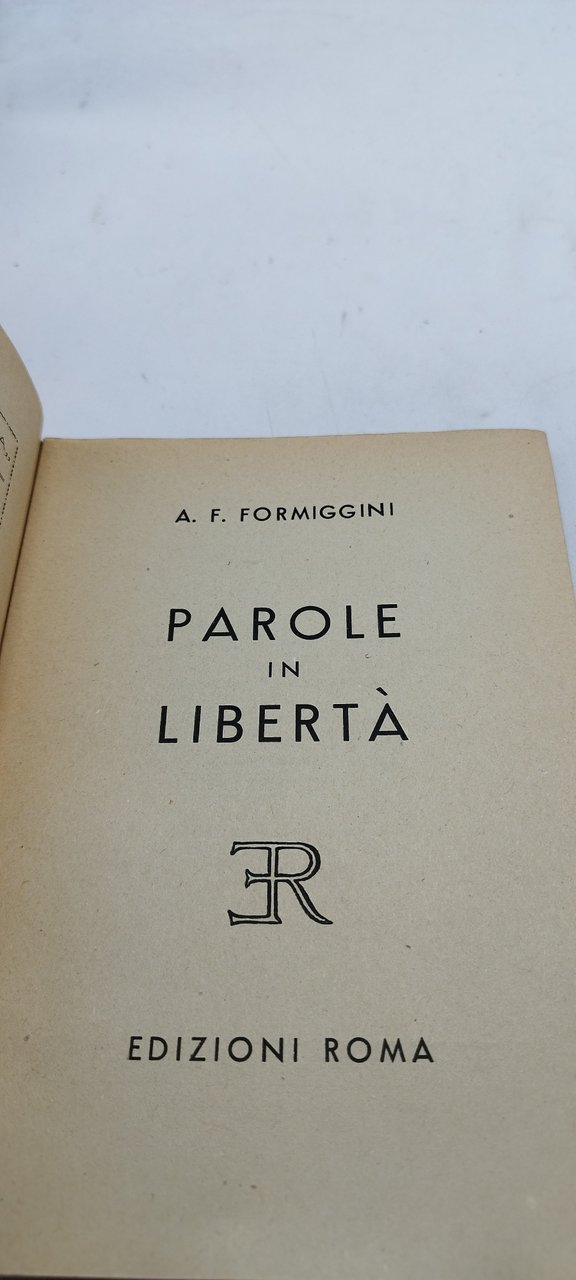 A. F. FORMIGGINI
PAROLE
IN
LIBERTÀ
ER
EDIZIONI ROMA